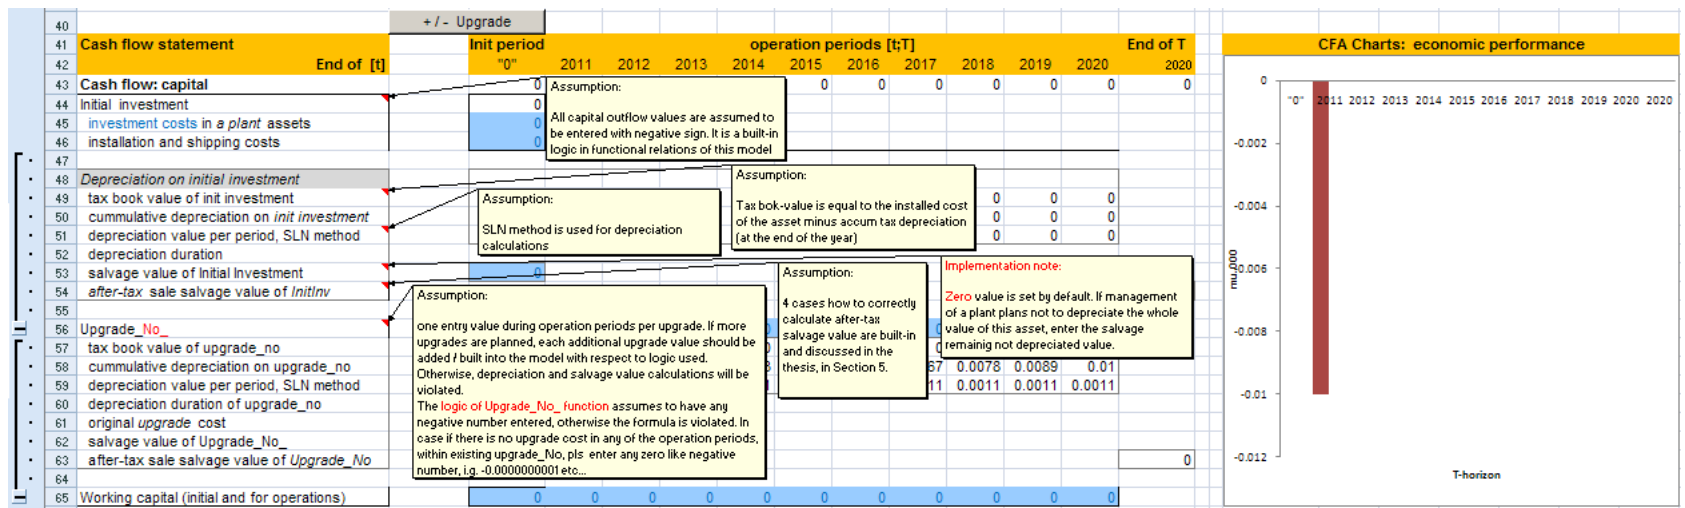 + / -  Upgrade
40
41 Cash flow statement Init period operation periods [t;T] End of T CFA Charts: economic performance
42 End of [t] "0" 2011 2012 2013 2014 2015 2016 2017 2018 2019 2020 2020
43 Cash flow: capital 0 0 0 0 0 0 0 0
44 Initial investment 0
45 investment costs in a plant assets 0
46 installation and shipping costs 0
47
48 Depreciation on initial investment
49 tax book value of init investment 0 0 0
50 cummulative depreciation on init investment 0 0 0
51 depreciation value per period, SLN method 0 0 0
52 depreciation duration
53 salvage value of Initial Investment 0
54 after-tax sale salvage value of InitInv
55
56 Upgrade_No_
57 tax book value of upgrade_no
58 cummulative depreciation on upgrade_no 67 0.0078 0.0089 0.01
59 depreciation value per period, SLN method 11 0.0011 0.0011 0.0011
60 depreciation duration of upgrade_no
61 original upgrade cost
62 salvage value of Upgrade_No_
63 after-tax sale salvage value of Upgrade_No 0
64
65 Working capital (initial and for operations) 0 0 0 0 0 0 0 0 0 0 0
Assumption:
All capital outflow values are assumed to
be entered with negative sign. It is a built-in
logic in functional relations of this model
Assumption:
Tax bok-value is equal to the installed cost
of the asset minus accum tax depreciation
(at the end of the year)
Assumption:
SLN method is used for depreciation
calculations
Implementation note:
Zero value is set by default. If management
of a plant plans not to depreciate the whole
value of this asset, enter the salvage
remainig not depreciated value.
Assumption:
4 cases how to correctly
calculate after-tax
salvage value are built-in
and discussed in the
thesis, in Section 5.
Assumption:
one entry value during operation periods per upgrade. If more
upgrades are planned, each additional upgrade value should be
added / built into the model with respect to logic used.
Otherwise, depreciation and salvage value calculations will be
violated.
The logic of Upgrade_No_ function assumes to have any
negative number entered, otherwise the formula is violated. In
case if there is no upgrade cost in any of the operation periods,
within existing upgrade_No, pls enter any zero like negative
number, i.g. -0.0000000001 etc...
0
"0" 2011 2012 2013 2014 2015 2016 2017 2018 2019 2020 2020
-0.002
-0.004
-0.006
-0.008
-0.01
-0.012
mu,000
T-horizon